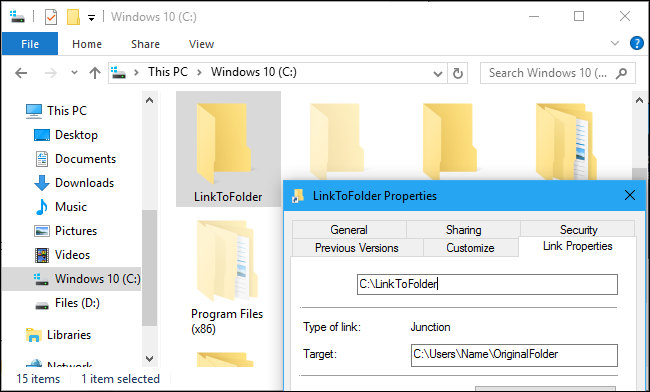 Windows 10 (C:)
File
Home
Share
View
This PC
Windows 10 (C:)
Search Windows 10 (...
This PC
Desktop
Documents
Downloads
Music
Pictures
Videos
Windows 10 (C:)
Files (D:)
Libraries
Network
15 items
1 item selected
LinkToFolder
Program Files
(x86)
LinkToFolder Properties
General
Sharing
Security
Previous Versions
Customize
Link Properties
C:\LinkToFolder
Type of link:
Junction
Target:
C:\Users\Name\OriginalFolder